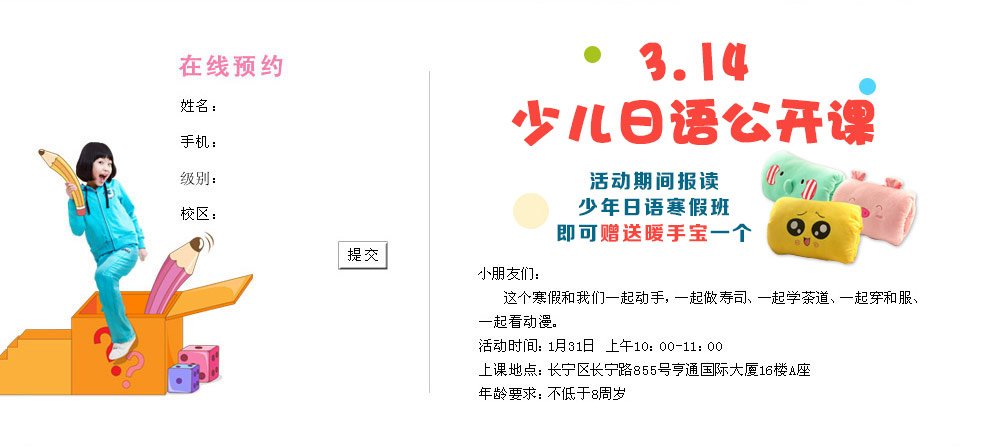 在线预约
姓名：
手机：
级别：
校区：
提交
3.14
少儿日语公开课
活动期间报读
少年日语寒假班
即可赠送暖手宝一个
小朋友们：
这个寒假和我们一起动手，一起做寿司、一起学茶道、一起穿和服、
一起看动漫。
活动时间：1月31日 上午10：00-11：00
上课地点：长宁区长宁路855号亨通国际大厦16楼A座
年龄要求：不低于8周岁